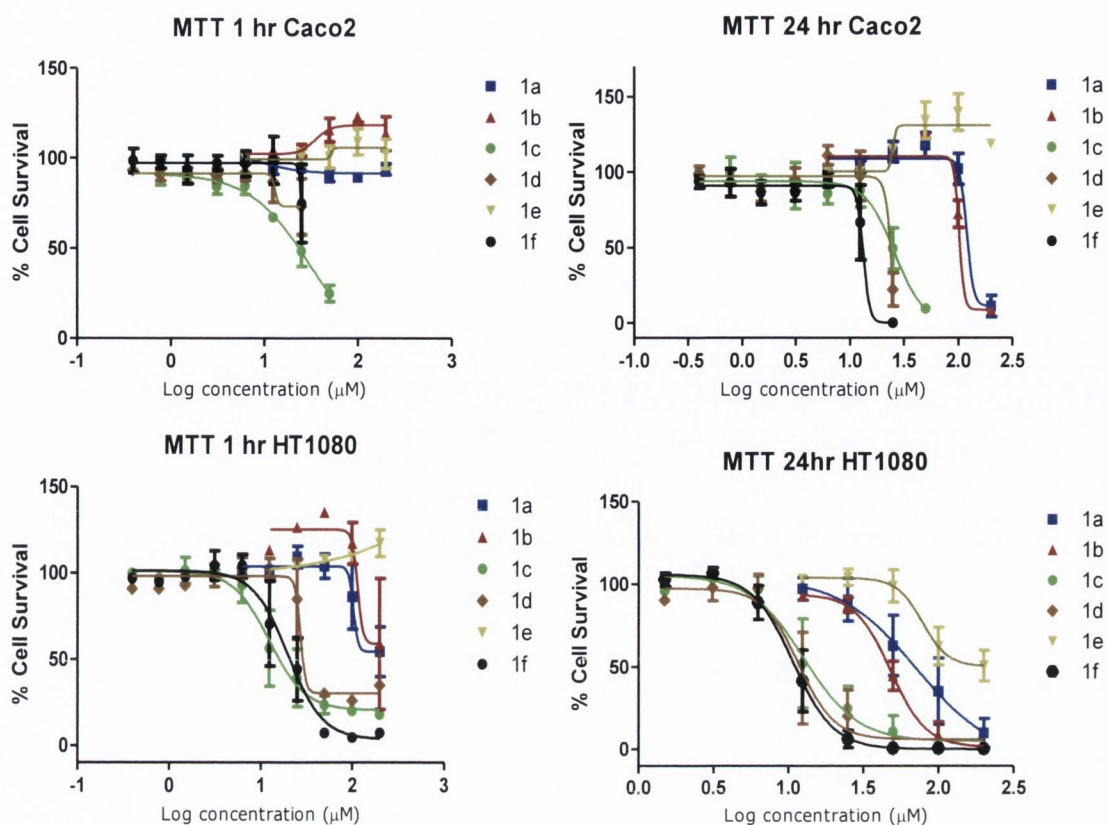 MTT 1 hr Caco2
150
100
50
0
% Cell Survival
-1
0
1
2
3
Log concentration (μM)
1a
1b
1c
1d
1e
1f
MTT 24 hr Caco2
150
100
50
0
% Cell Survival
-1.0
-0.5
0.0
0.5
1.0
1.5
2.0
2.5
Log concentration (μM)
1a
1b
1c
1d
1e
1f
MTT 1 hr HT1080
150
100
50
0
% Cell Survival
-1
0
1
2
3
Log concentration (μM)
1a
1b
1c
1d
1e
1f
MTT 24hr HT1080
150
100
50
0
% Cell Survival
0.0
0.5
1.0
1.5
2.0
2.5
Log concentration (μM)
1a
1b
1c
1d
1e
1f